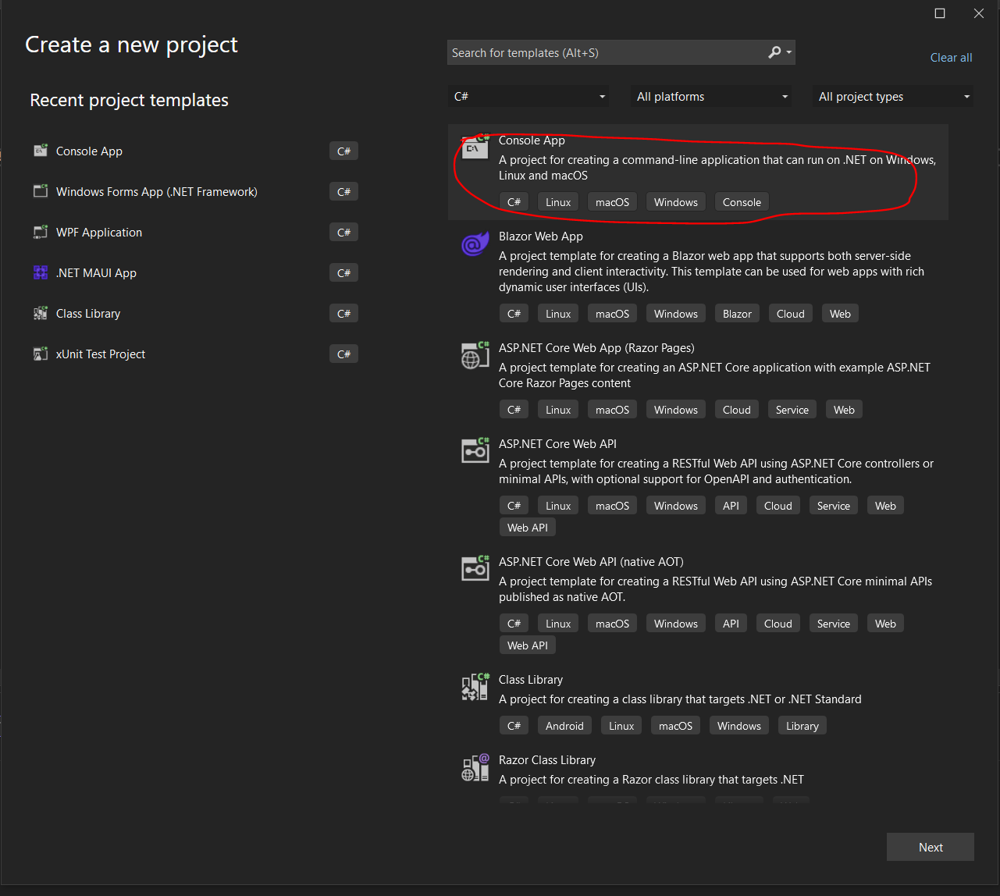 Create a new project
Search for templates (Alt+S)
Clear all
Recent project templates
C#
All platforms
All project types
Console App
C#
Windows Forms App (.NET Framework)
C#
WPF Application
C#
.NET MAUI App
C#
Class Library
C#
xUnit Test Project
C#
C#
C:\
Console App
A project for creating a command-line application that can run on .NET on Windows,
Linux and macOS
C# Linux macOS Windows Console
Blazor Web App
A project template for creating a Blazor web app that supports both server-side
rendering and client interactivity. This template can be used for web apps with rich
dynamic user interfaces (UIs).
C# Linux macOS Windows Blazor Cloud Web
C#
ASP.NET Core Web App (Razor Pages)
A project template for creating an ASP.NET Core application with example ASP.NET
Core Razor Pages content
C# Linux macOS Windows Cloud Service Web
C#
ASP.NET Core Web API
A project template for creating a RESTful Web API using ASP.NET Core controllers or
minimal APIs, with optional support for OpenAPI and authentication.
C# Linux macOS Windows API Cloud Service Web
Web API
C#
ASP.NET Core Web API (native AOT)
A project template for creating a RESTful Web API using ASP.NET Core minimal APIs
published as native AOT.
C# Linux macOS Windows API Cloud Service Web
Web API
C#
Class Library
A project for creating a class library that targets .NET or .NET Standard
C# Android Linux macOS Windows Library
Razor Class Library
A project for creating a Razor class library that targets .NET
Next